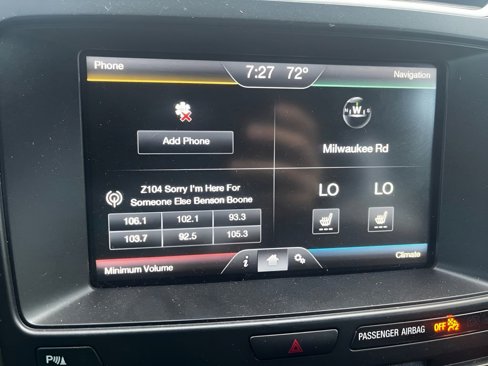 Phone
7:27 72°
Navigation
Add Phone
N W E S
Milwaukee Rd
Z104 Sorry I'm Here For
Someone Else Benson Boone
106.1 102.1 93.3
103.7 92.5 105.3
LO LO
Minimum Volume
i
Climate
PASSENGER AIRBAG OFF
P